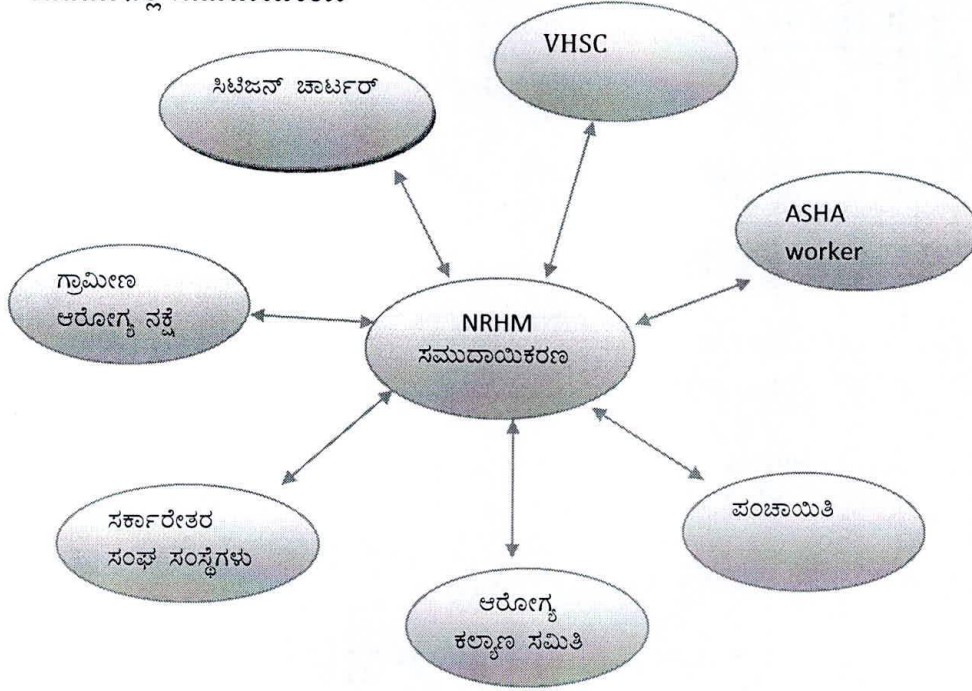 VHSC
ಸಿಟಿಜನ್ ಚಾರ್ಟರ್
ASHA
worker
ಗ್ರಾಮೀಣ
ಆರೋಗ್ಯ ನಕ್ಷೆ
NRHM
ಸಮುದಾಯಿಕರಣ
ಪಂಚಾಯಿತಿ
ಸರ್ಕಾರೇತರ
ಸಂಘ ಸಂಸ್ಥೆಗಳು
ಆರೋಗ್ಯ
ಕಲ್ಯಾಣ ಸಮಿತಿ